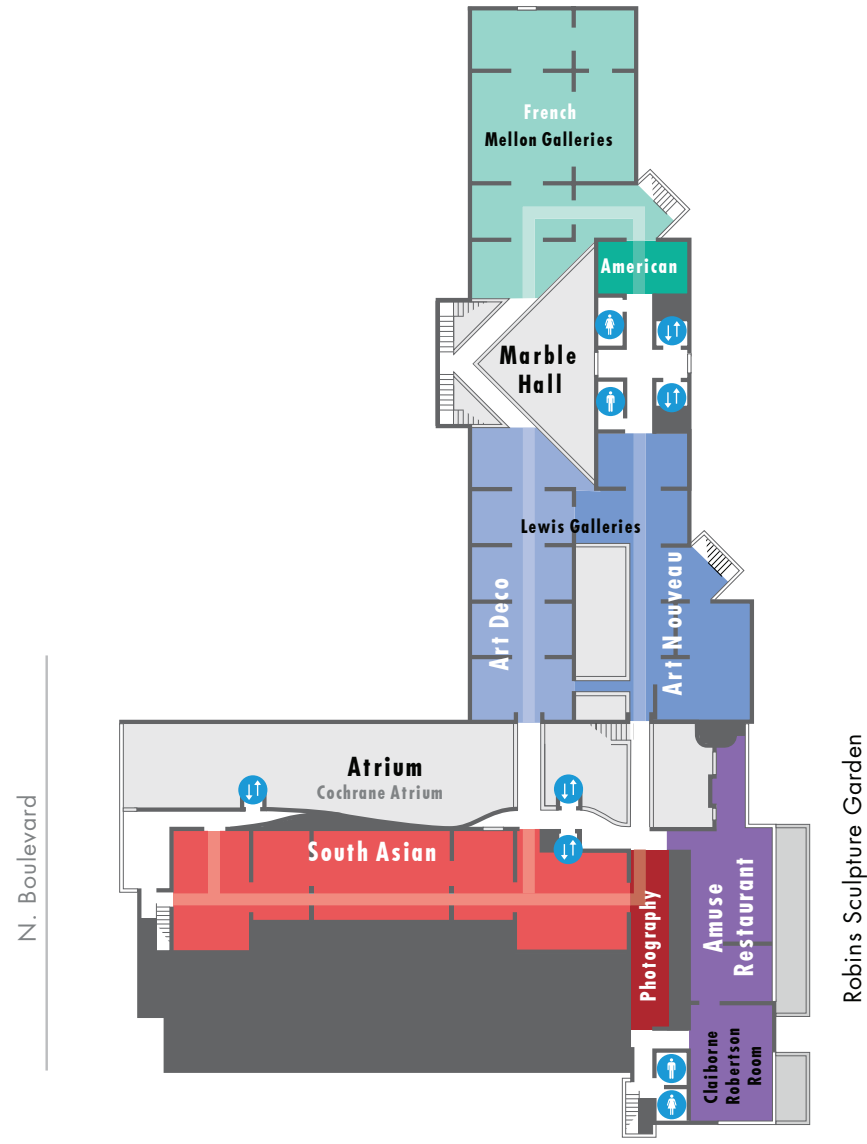 French
Mellon Galleries
American
Marble
Hall
Lewis Galleries
Art Deco
Art Nouveau
Atrium
Cochrane Atrium
South Asian
Photography
Amuse
Restaurant
Claiborne
Robertson
Room
N. Boulevard
Robins Sculpture Garden